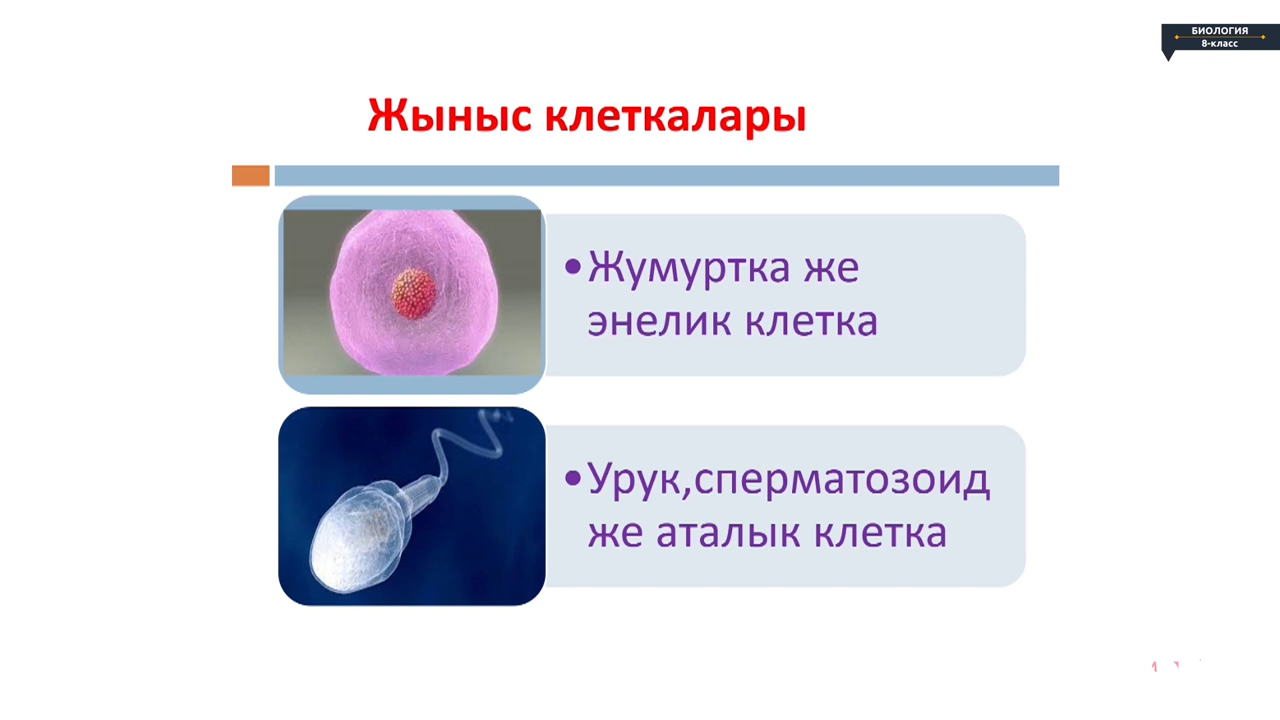 БИОЛОГИЯ
8-класс
Жыныс клеткалары
•Жумуртка же
энелик клетка
•Урук,сперматозоид
же аталык клетка